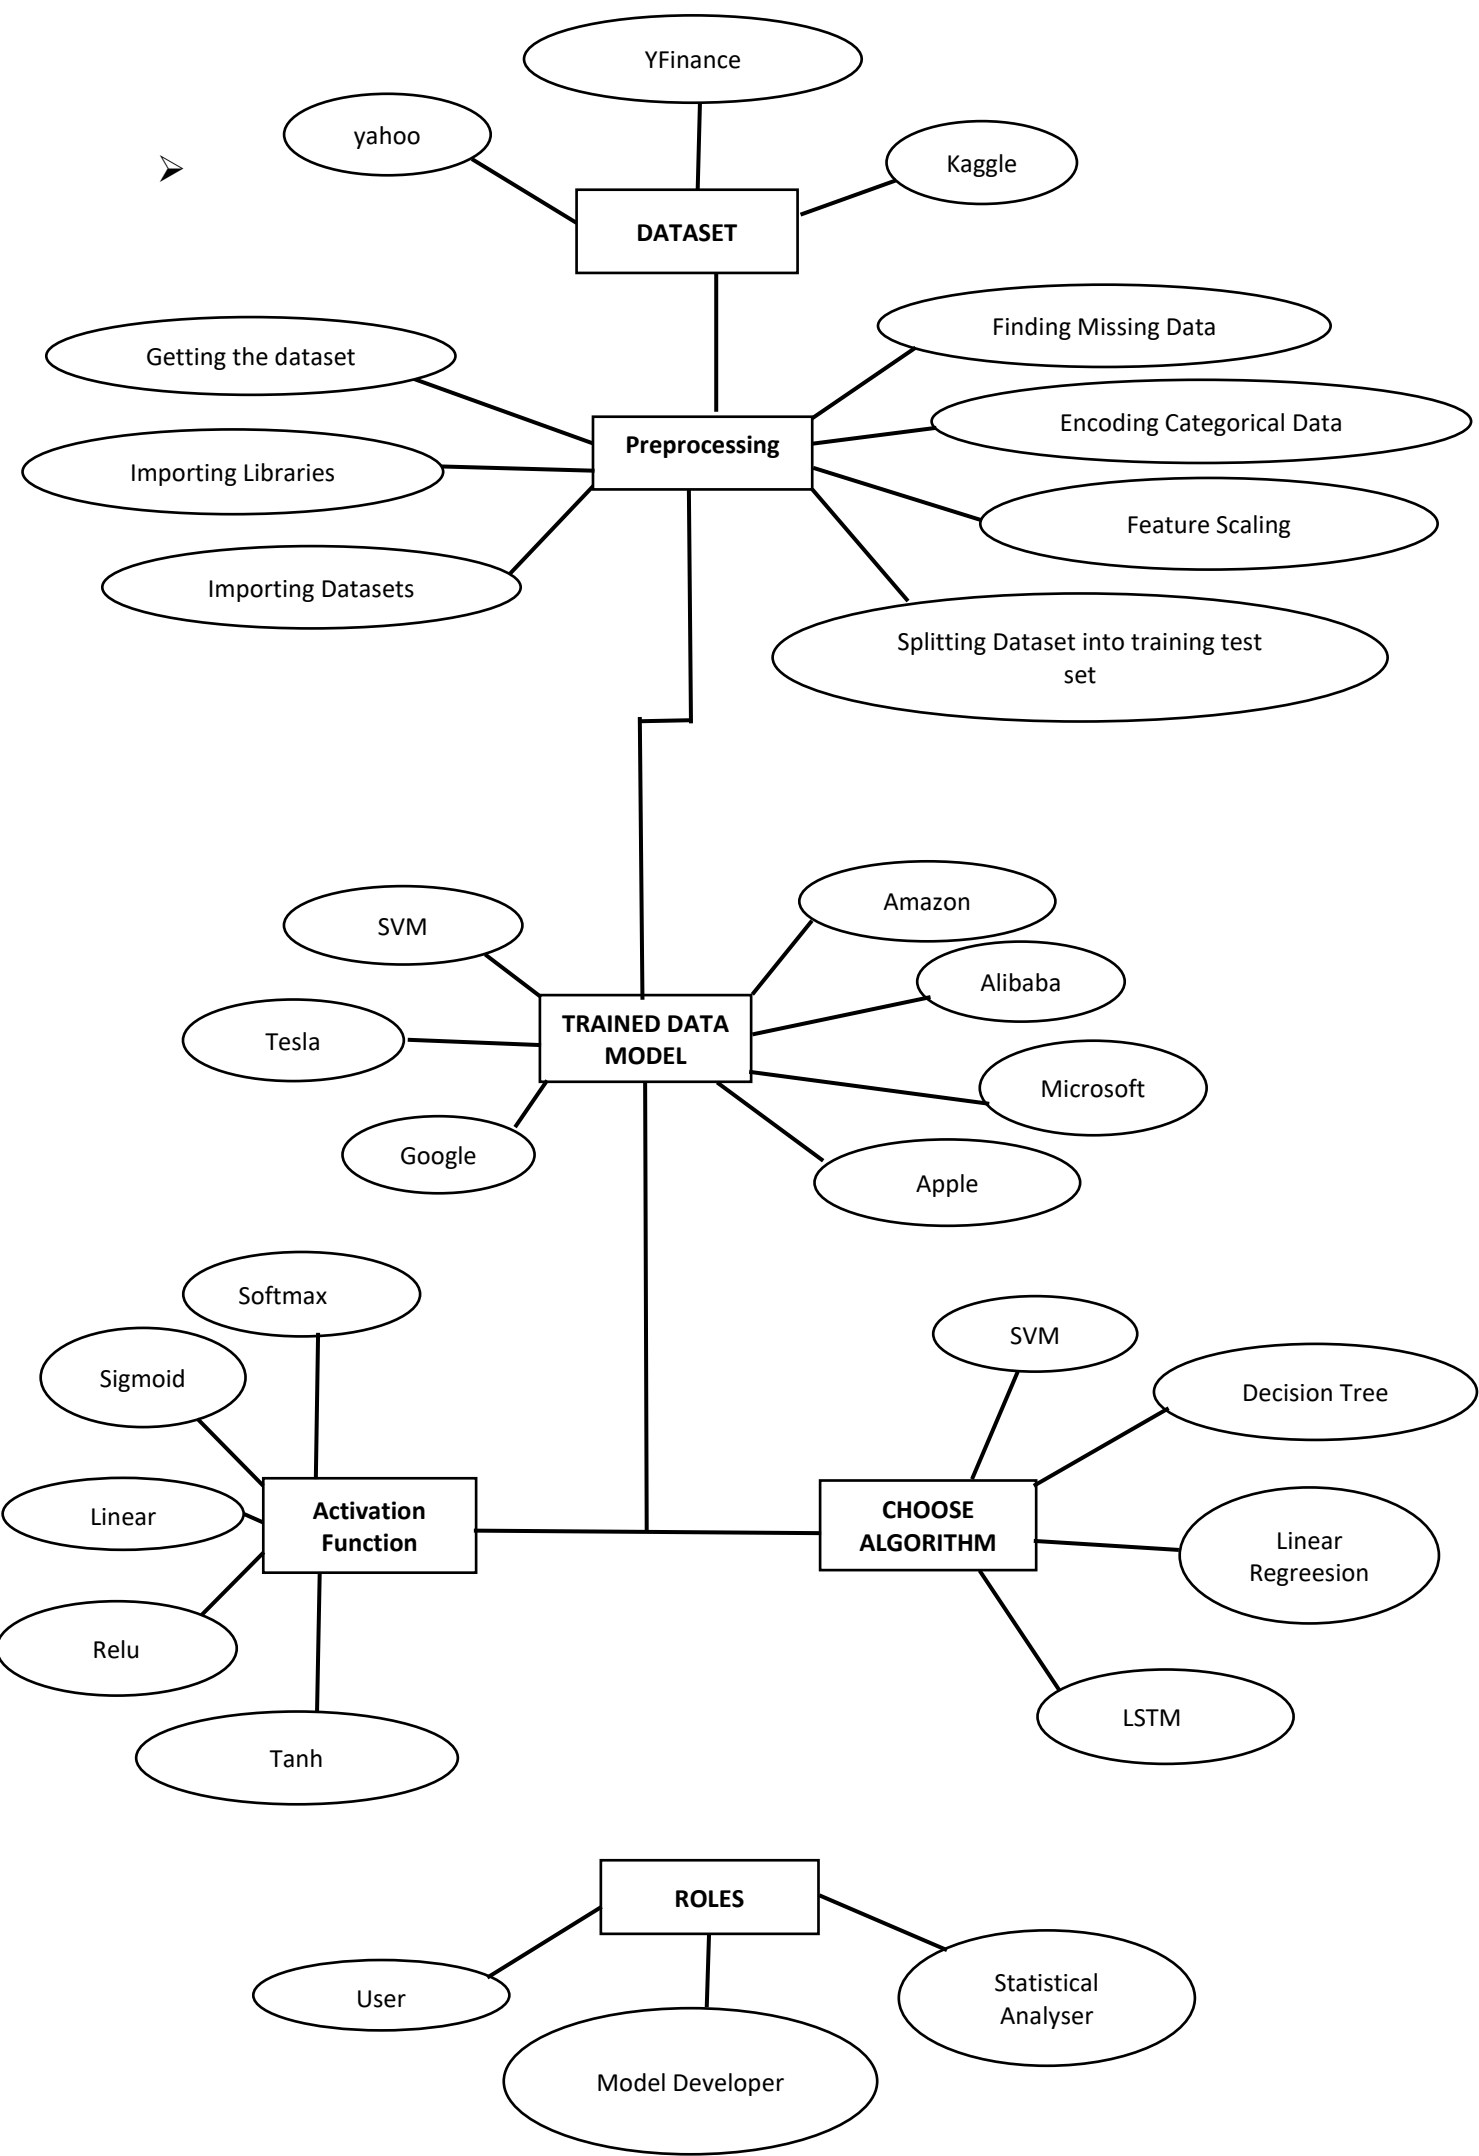 YFinance
yahoo
Kaggle
DATASET
Finding Missing Data
Getting the dataset
Encoding Categorical Data
Preprocessing
Importing Libraries
Feature Scaling
Importing Datasets
Splitting Dataset into training test
set
Amazon
SVM
Alibaba
TRAINED DATA
MODEL
Tesla
Microsoft
Google
Apple
Softmax
SVM
Sigmoid
Decision Tree
Activation
Function
CHOOSE
ALGORITHM
Linear
Linear
Regreesion
Relu
LSTM
Tanh
ROLES
User
Statistical
Analyser
Model Developer